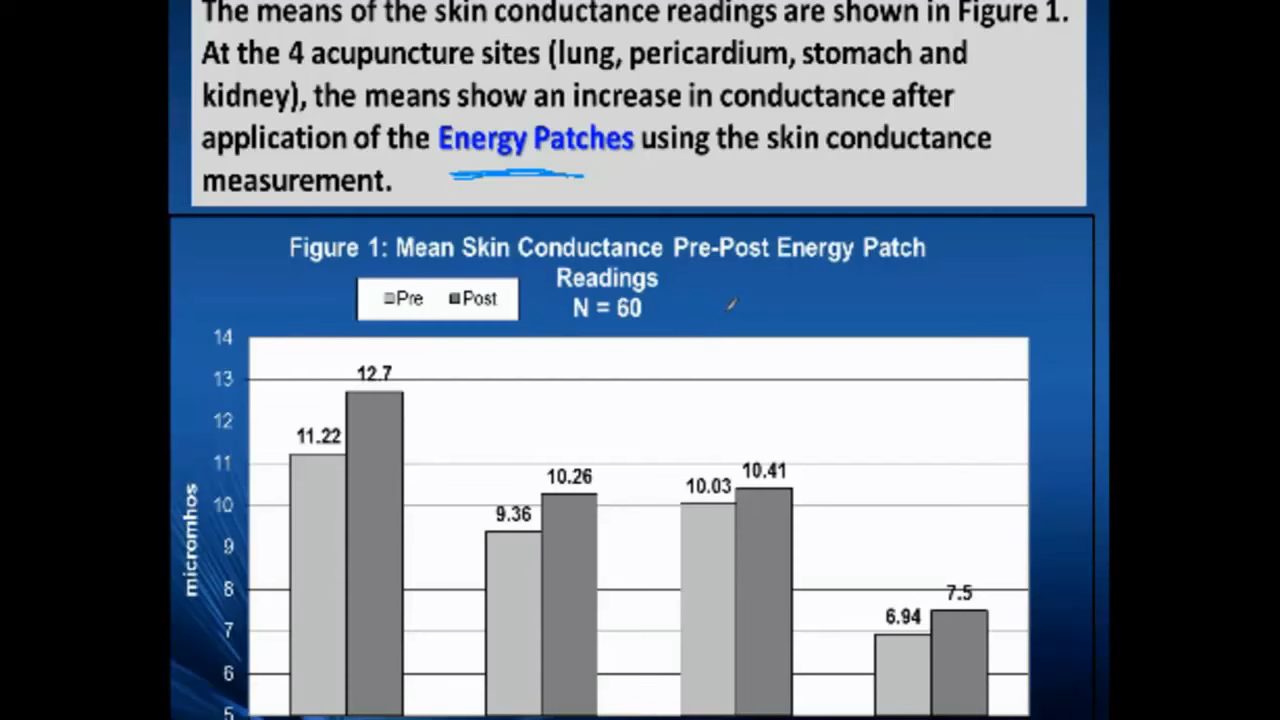 The means of the skin conductance readings are shown in Figure 1.
At the 4 acupuncture sites (lung, pericardium, stomach and
kidney), the means show an increase in conductance after
application of the Energy Patches using the skin conductance
measurement.
Figure 1: Mean Skin Conductance Pre-Post Energy Patch
Readings
N = 60
Pre Post
14
13
12
11
10
9
8
7
6
5
micromhos
11.22
12.7
9.36
10.26
10.03
10.41
6.94
7.5